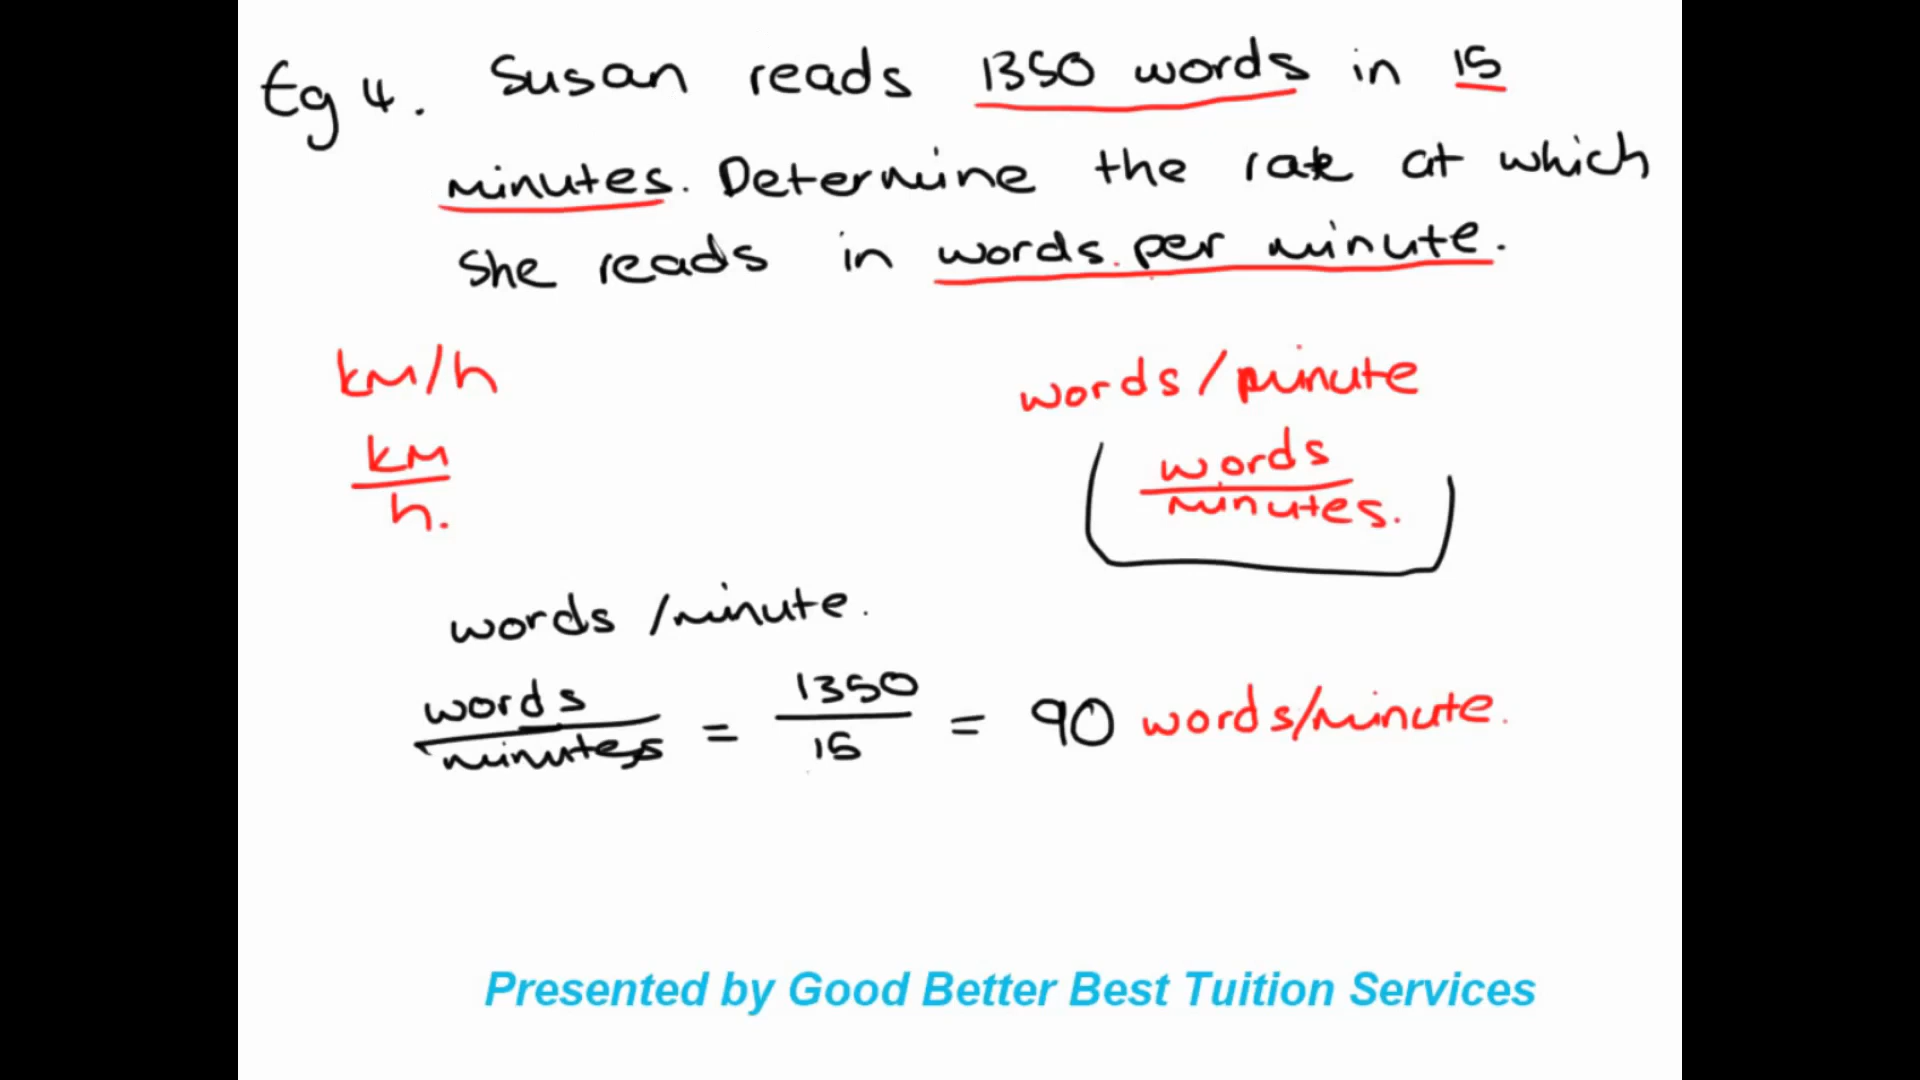 Eg 4. Susan reads 1350 words in 15
minutes. Determine the rate at which
she reads in words per minute.
km/h
km
h.
words/minute
words
minutes.
words /minute.
words
minutes
=
1350
15
= 90 words/minute.
Presented by Good Better Best Tuition Services